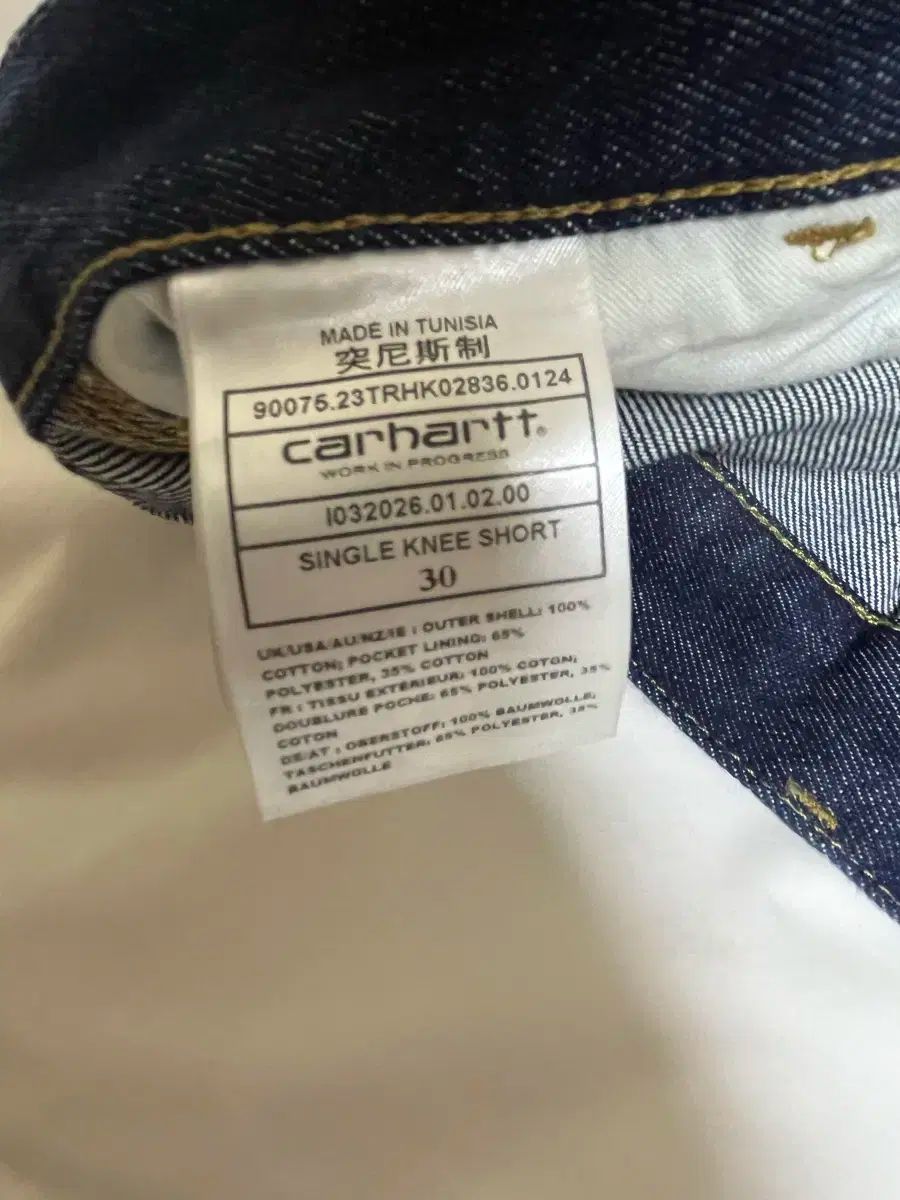 MADE IN TUNISIA
突尼斯制
90075.23TRHK02836.0124
carhartt®
WORK IN PROGRESS
I032026.01.02.00
SINGLE KNEE SHORT
30
UK/USA/AU/NZ/IE : OUTER SHELL: 100%
COTTON; POCKET LINING: 65%
POLYESTER, 35% COTTON
FR : TISSU EXTERIEUR: 100% COTON;
DOUBLURE POCHE: 65% POLYESTER, 35%
COTON
DE/AT : OBERSTOFF: 100% BAUMWOLLE;
TASCHENFUTTER: 65% POLYESTER, 35%
BAUMWOLLE